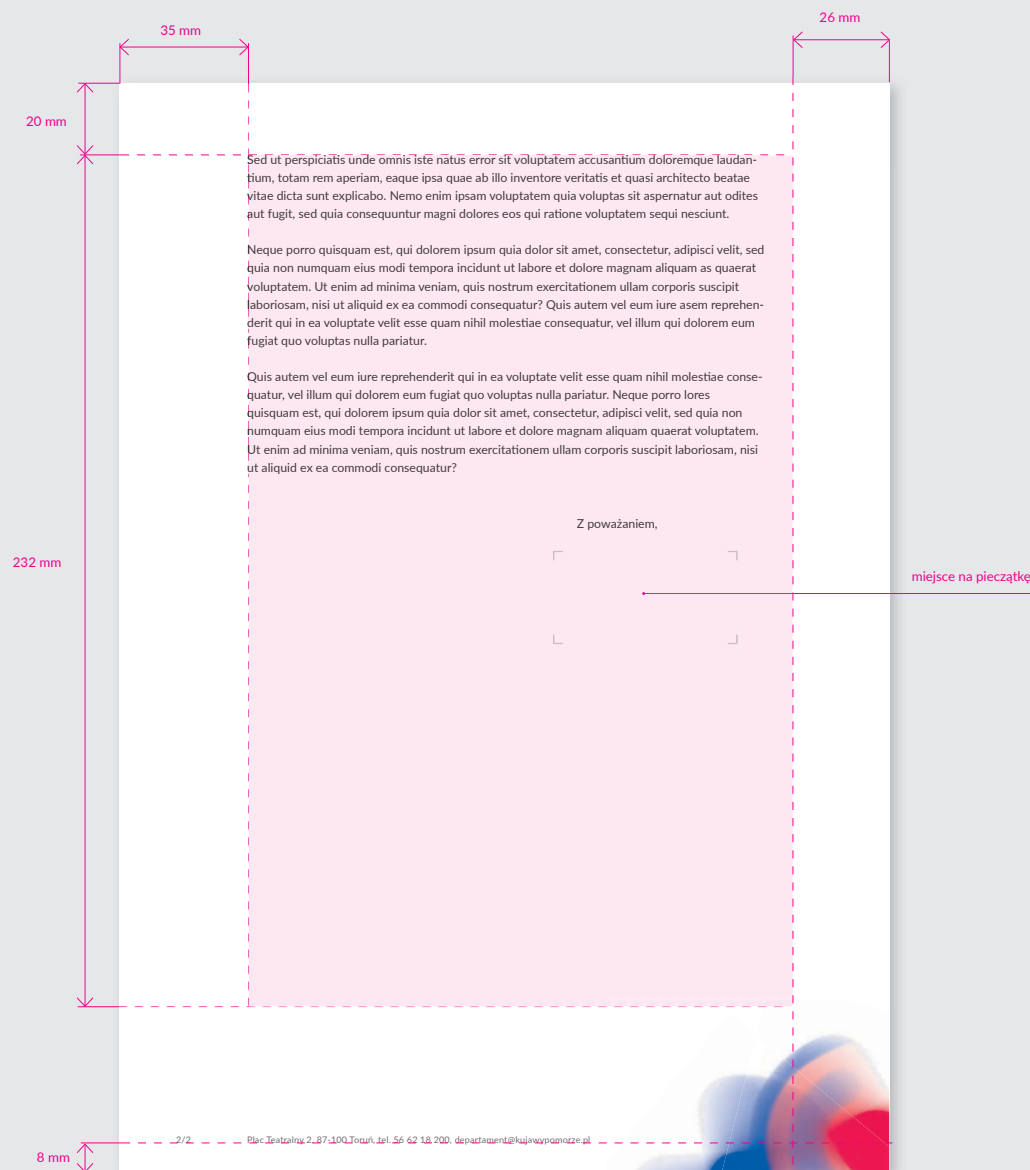 35 mm
26 mm
20 mm
Sed ut perspiciatis unde omnis iste natus error sit voluptatem accusantium doloremque laudan-
tium, totam rem aperiam, eaque ipsa quae ab illo inventore veritatis et quasi architecto beatae
vitae dicta sunt explicabo. Nemo enim ipsam voluptatem quia voluptas sit aspernatur aut odites
aut fugit, sed quia consequuntur magni dolores eos qui ratione voluptatem sequi nesciunt.
Neque porro quisquam est, qui dolorem ipsum quia dolor sit amet, consectetur, adipisci velit, sed
quia non numquam eius modi tempora incidunt ut labore et dolore magnam aliquam as quaerat
voluptatem. Ut enim ad minima veniam, quis nostrum exercitationem ullam corporis suscipit
laboriosam, nisi ut aliquid ex ea commodi consequatur? Quis autem vel eum iure asem reprehen-
derit qui in ea voluptate velit esse quam nihil molestiae consequatur, vel illum qui dolorem eum
fugiat quo voluptas nulla pariatur.
Quis autem vel eum iure reprehenderit qui in ea voluptate velit esse quam nihil molestiae conse-
quatur, vel illum qui dolorem eum fugiat quo voluptas nulla pariatur. Neque porro lores
quisquam est, qui dolorem ipsum quia dolor sit amet, consectetur, adipisci velit, sed quia non
numquam eius modi tempora incidunt ut labore et dolore magnam aliquam quaerat voluptatem.
Ut enim ad minima veniam, quis nostrum exercitationem ullam corporis suscipit laboriosam, nisi
ut aliquid ex ea commodi consequatur?
Z poważaniem,
232 mm
miejsce na pieczątkę
2/2 Plac Teatralny 2, 87-100 Toruń, tel. 56 62 18 200, departament@kujawypomorze.pl
8 mm